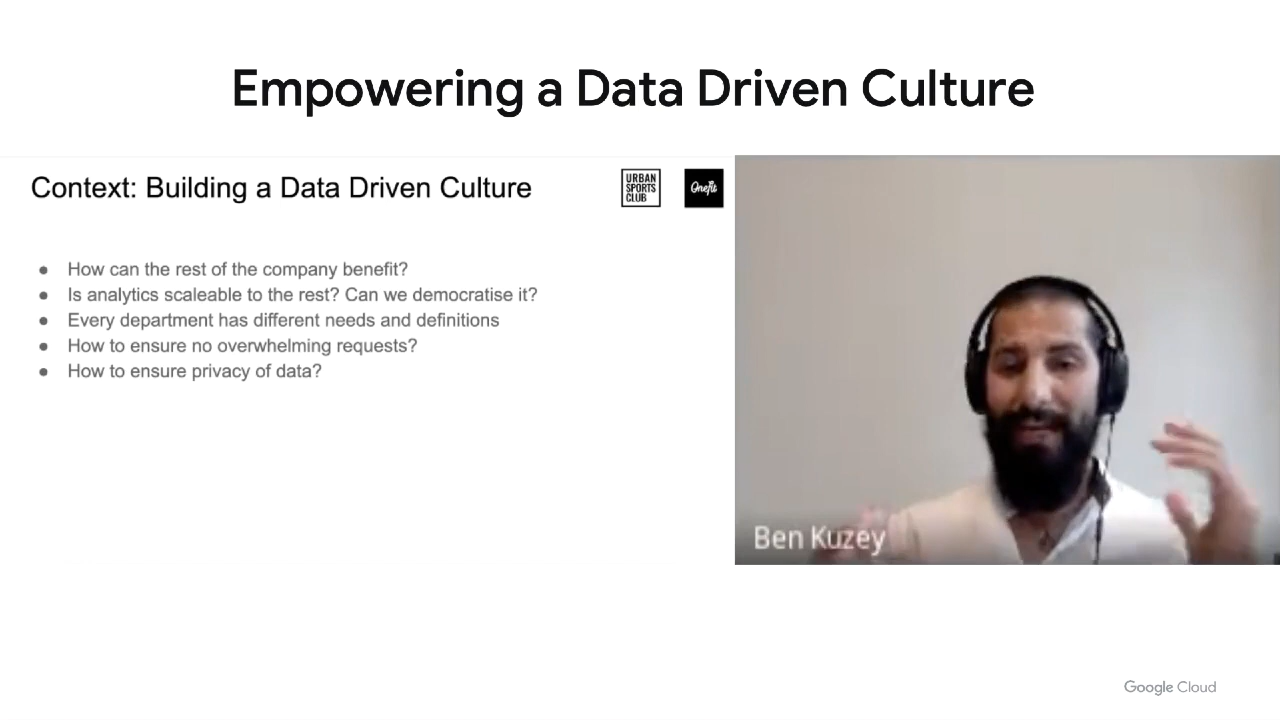 Empowering a Data Driven Culture
Context: Building a Data Driven Culture
URBAN
SPORTS
CLUB
Onefit
● How can the rest of the company benefit?
● Is analytics scaleable to the rest? Can we democratise it?
● Every department has different needs and definitions
● How to ensure no overwhelming requests?
● How to ensure privacy of data?
Ben Kuzey
Google Cloud